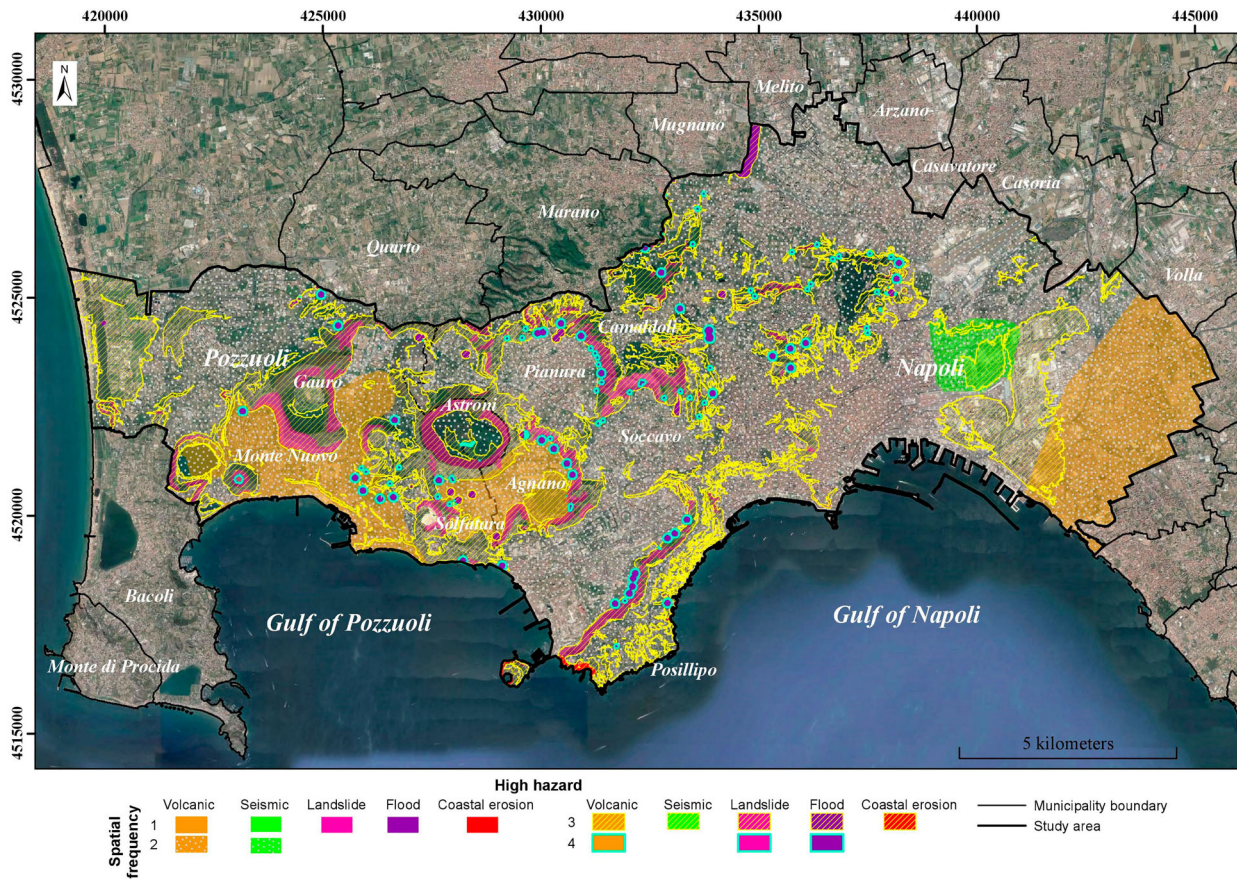 420000 425000 430000 435000 440000 445000
4530000
4525000
4520000
4515000
N
Melito
Arzano
Mugnano
Casavatore
Casoria
Marano
Quarto
Volla
Camaldoli
Pozzuoli
Pianura
Napoli
Gauro
Astroni
Soccavo
Monte Nuovo
Agnano
Solfatara
Bacoli
Gulf of Pozzuoli
Gulf of Napoli
Monte di Procida
Posillipo
5 kilometers
High hazard
Volcanic Seismic Landslide Flood Coastal erosion
Volcanic Seismic Landslide Flood Coastal erosion
Spatial
frequency
1
2
3
4
Municipality boundary
Study area